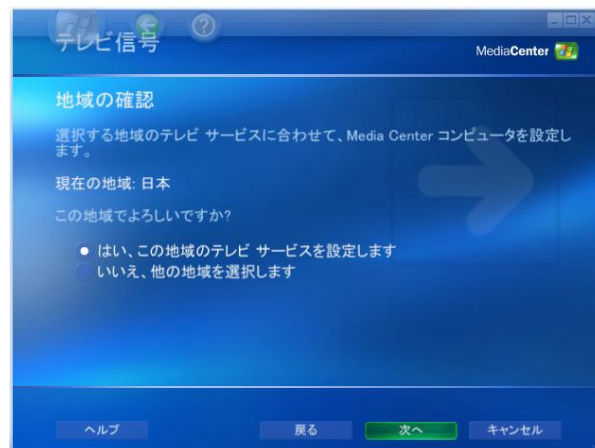 テレビ信号
MediaCenter
地域の確認
選択する地域のテレビ サービスに合わせて、Media Center コンピュータを設定し
ます。
現在の地域: 日本
この地域でよろしいですか?
はい、この地域のテレビ サービスを設定します
いいえ、他の地域を選択します
ヘルプ
戻る
次へ
キャンセル